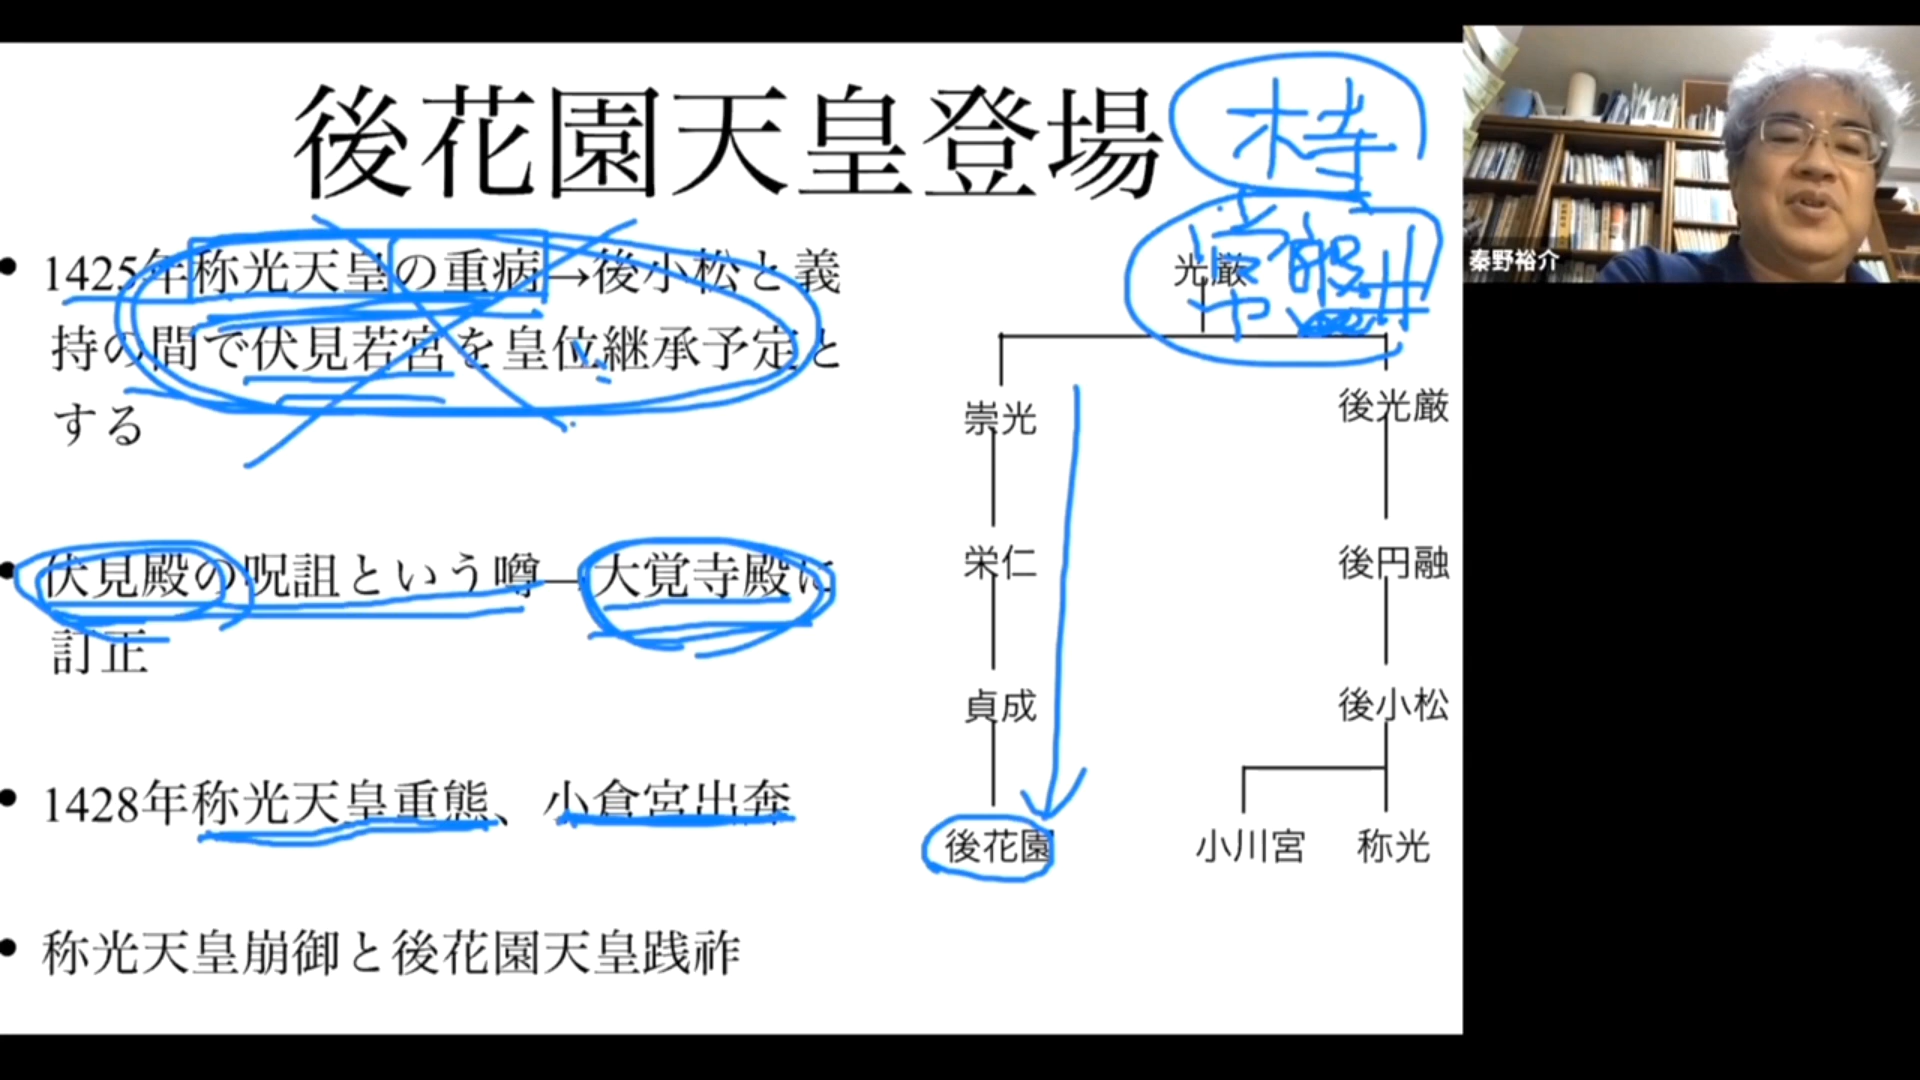 後花園天皇登場
• 1425年称光天皇の重病→後小松と義
持の間で伏見若宮を皇位継承予定と
する
• 伏見殿の呪詛という噂→大覚寺殿に
訂正
• 1428年称光天皇重態、小倉宮出奔
• 称光天皇崩御と後花園天皇践祚
光厳
崇光 後光厳
栄仁 後円融
貞成 後小松
後花園 小川宮 称光
秦野裕介